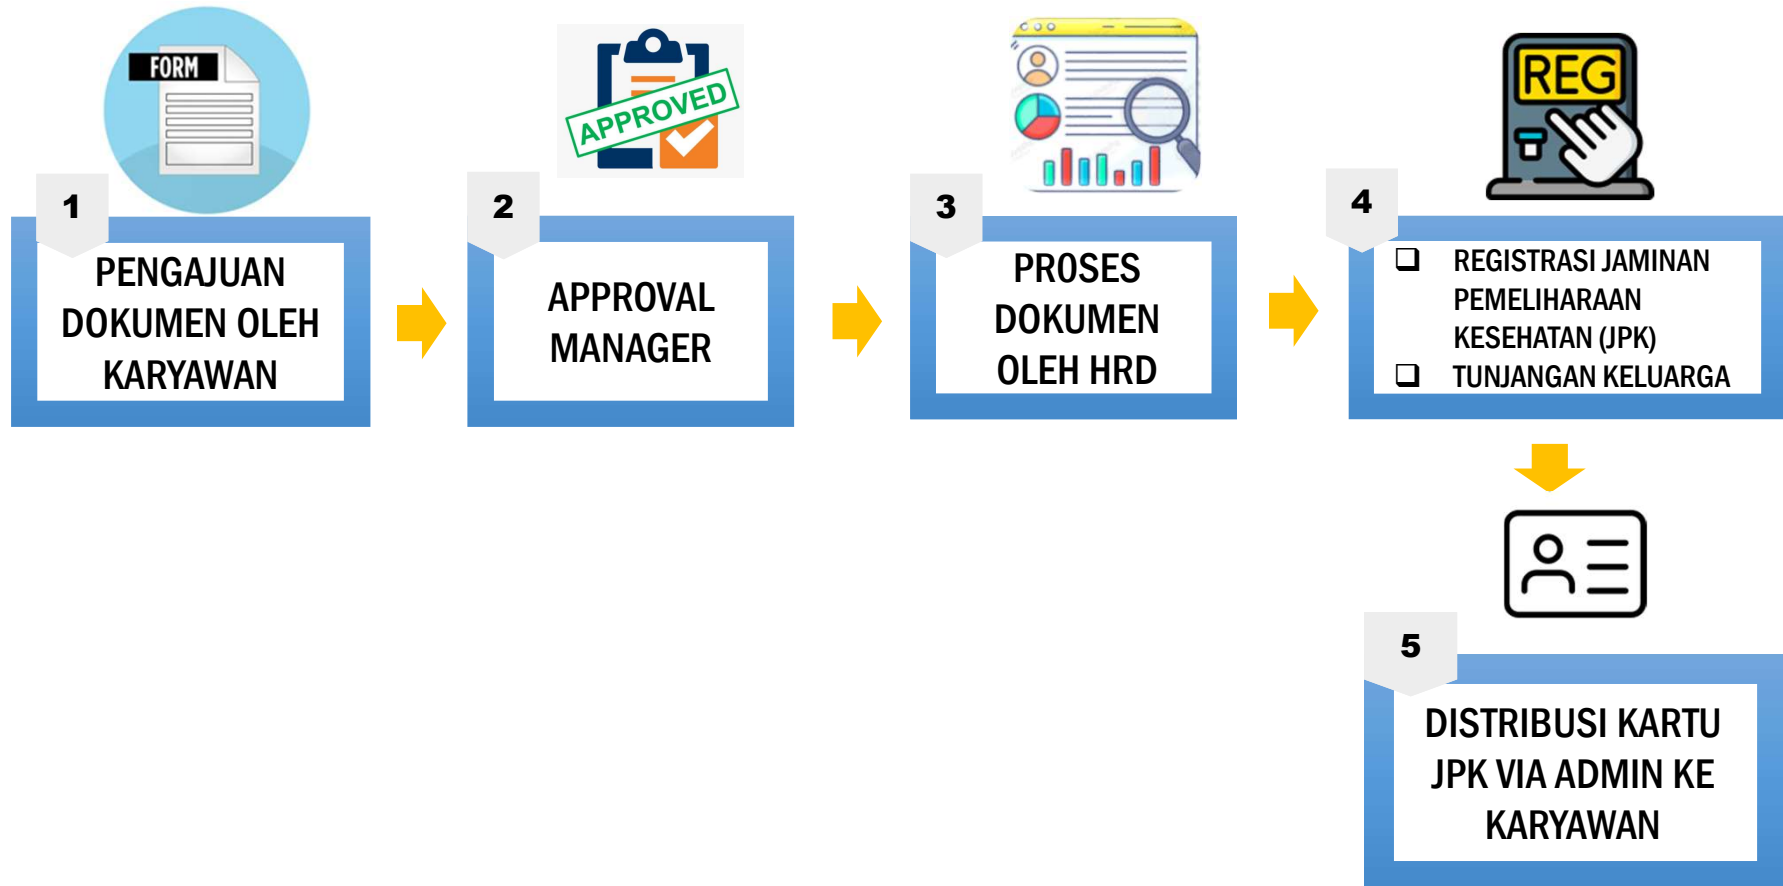 FORM
APPROVED
REG
1
PENGAJUAN
DOKUMEN OLEH
KARYAWAN
2
APPROVAL
MANAGER
3
PROSES
DOKUMEN
OLEH HRD
4
REGISTRASI JAMINAN
PEMELIHARAAN
KESEHATAN (JPK)
TUNJANGAN KELUARGA
5
DISTRIBUSI KARTU
JPK VIA ADMIN KE
KARYAWAN